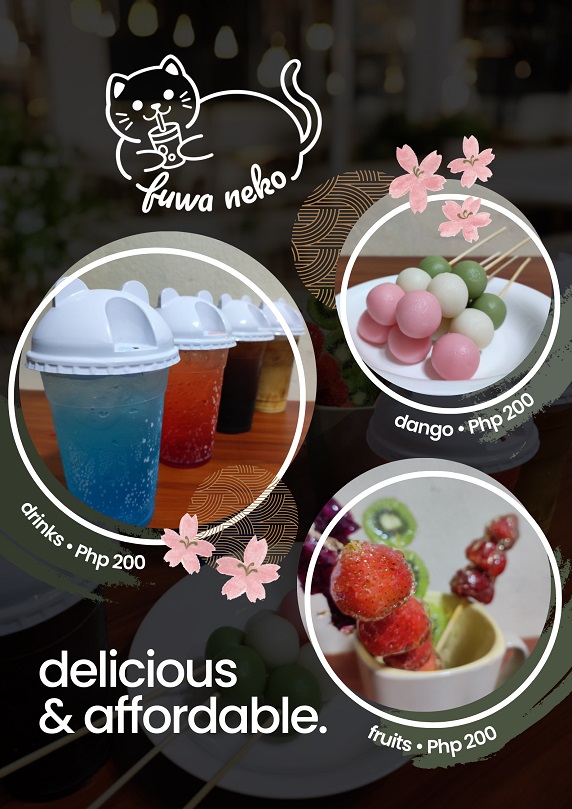 fuwa neko
dango • Php 200
drinks • Php 200
delicious
& affordable.
fruits • Php 200